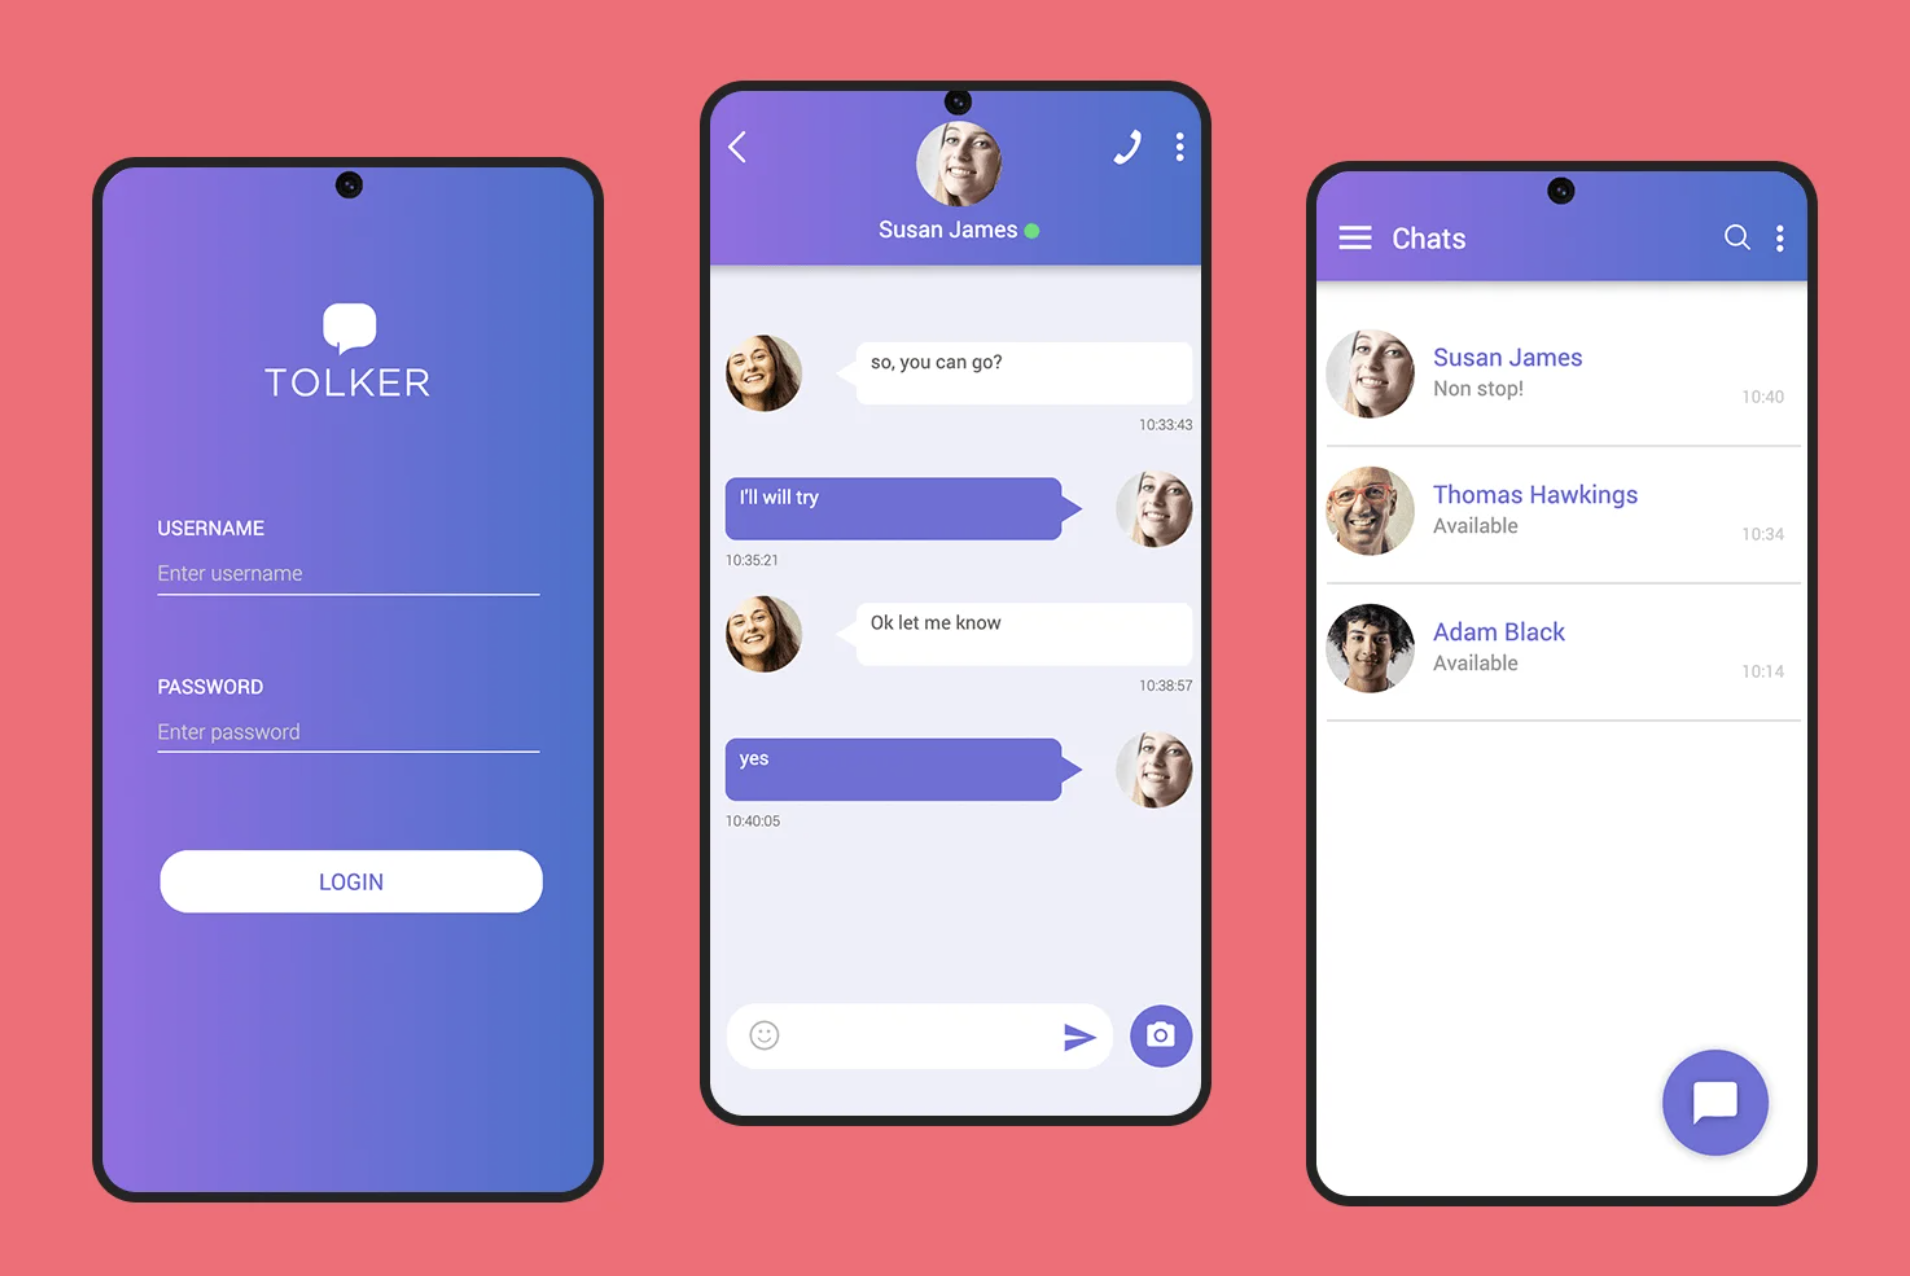 TOLKER
USERNAME
Enter username
PASSWORD
Enter password
LOGIN
Susan James
so, you can go?
10:33:43
I'll will try
10:35:21
Ok let me know
10:38:57
yes
10:40:05
Chats
Susan James
Non stop!
10:40
Thomas Hawkings
Available
10:34
Adam Black
Available
10:14